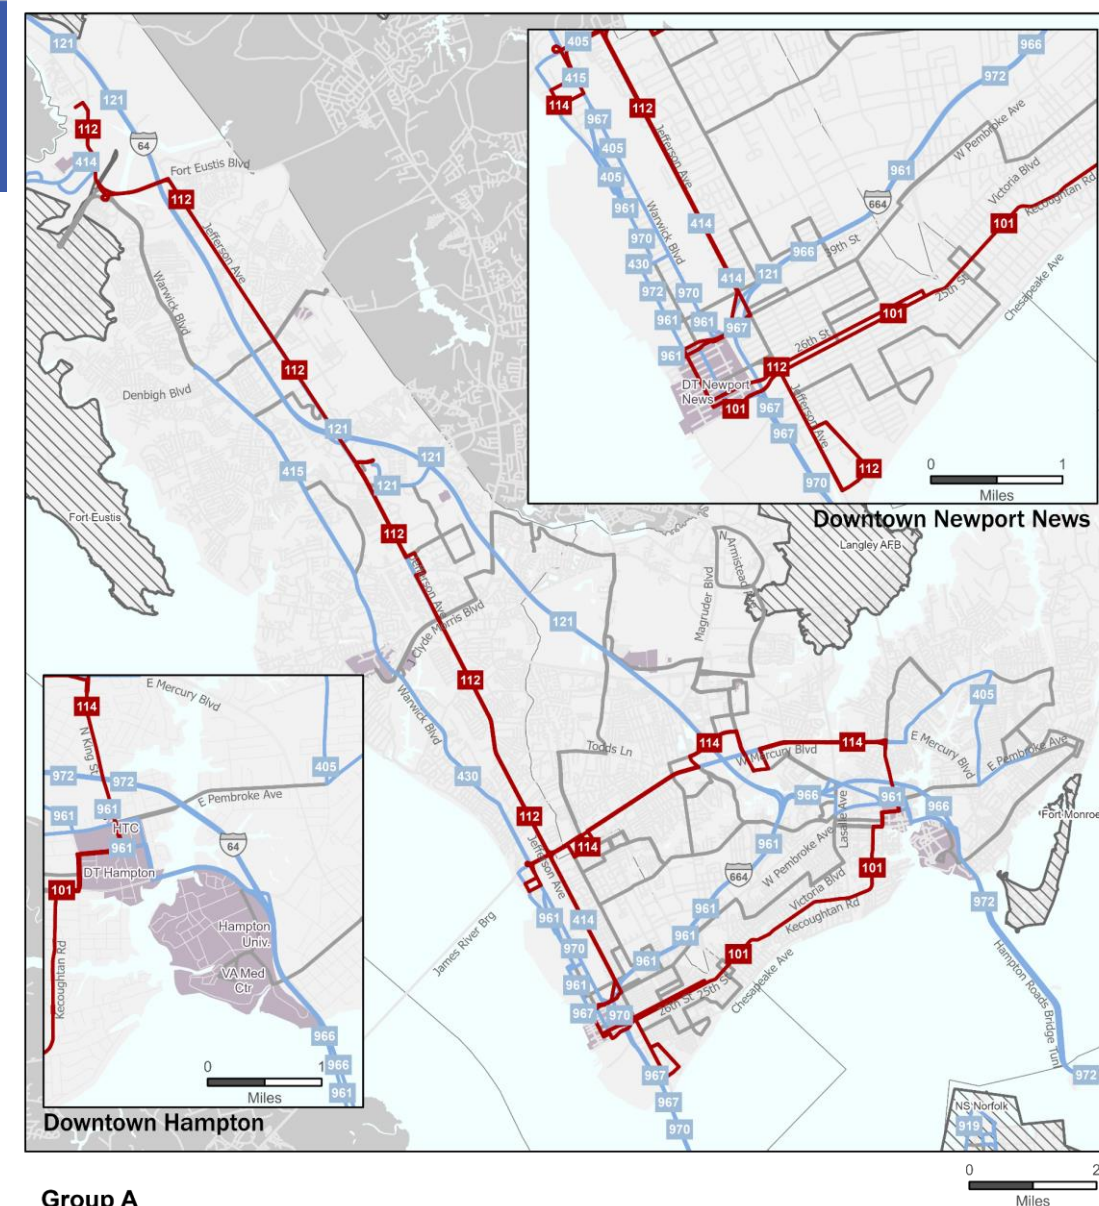 121
405
966
972
415
121
114
112
967
W Pembroke Ave
112
64
405
Jefferson Ave
414
Fort Eustis Blvd
405
961
Victoria Blvd
Kecoughtan Rd
112
961
Warwick Blvd
664
101
414
970
966
39th St
Jefferson Ave
430
414
121
972
970
25th St
Chesapeake Ave
Warwick Blvd
961
961
967
101
26th St
961
112
112
DT Newport
News
Denbigh Blvd
101
967
Jefferson Ave
967
121
121
112
0
1
415
121
970
Miles
Fort Eustis
Downtown Newport News
112
Langley AFB
N Armistead Ave
Jefferson Ave
Magruder Blvd
J Clyde Morris Blvd
121
112
E Mercury Blvd
405
114
Warwick Blvd
N King St
Todds Ln
114
114
E Mercury Blvd
W Mercury Blvd
E Pembroke Ave
972
972
405
430
E Pembroke Ave
966
961
966
961
961
112
Lasalle Ave
Fort Monroe
HTC
961
64
114
961
W Pembroke Ave
DT Hampton
Jefferson Ave
664
101
101
Victoria Blvd
972
961
414
961
Kecoughtan Rd
Hampton
Univ.
James River Brg
961
970
961
101
VA Med
Ctr
Kecoughtan Rd
961
Chesapeake Ave
Hampton Roads Bridge Tun
26th St
25th St
967
970
966
0
1
966
967
972
Miles
961
967
NS Norfolk
Downtown Hampton
970
919
0
2
Group A
Miles